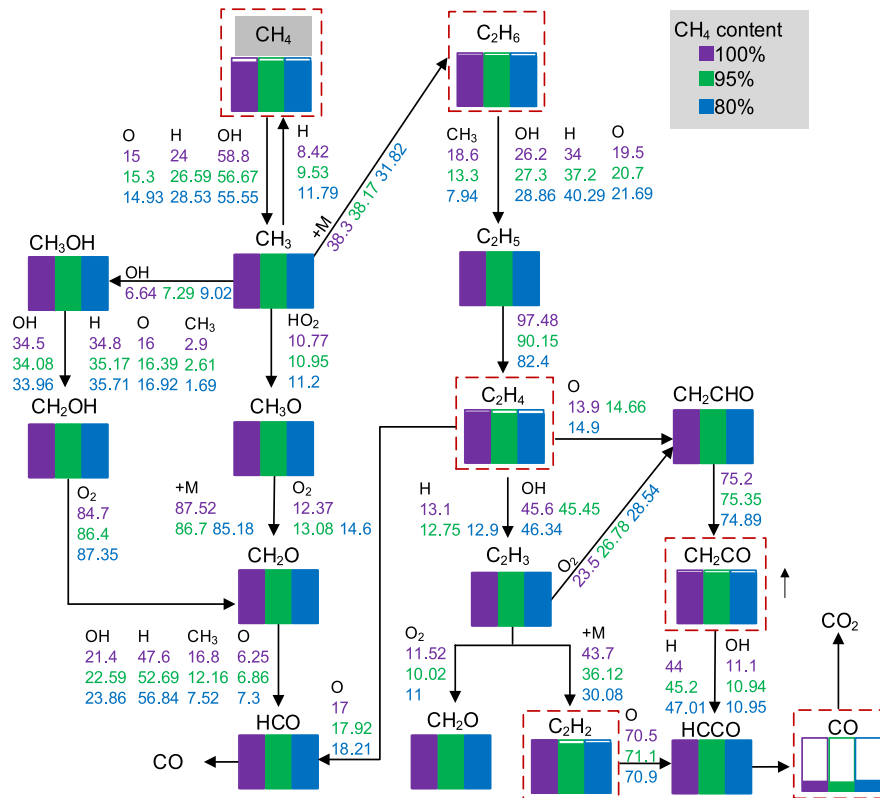 CH₄
C₂H₆
CH₄ content
100%
95%
80%
O H OH
15 24 58.8
15.3 26.59 56.67
14.93 28.53 55.55
H
8.42
9.53
11.79
+M
38.3 38.17 31.82
CH₃ OH H O
18.6 26.2 34 19.5
13.3 27.3 37.2 20.7
7.94 28.86 40.29 21.69
CH₃OH
CH₃
C₂H₅
OH
6.64 7.29 9.02
OH H O CH₃
34.5 34.8 16 2.9
34.08 35.17 16.39 2.61
33.96 35.71 16.92 1.69
HO₂
10.77
10.95
11.2
97.48
90.15
82.4
CH₂OH
CH₃O
C₂H₄
O
13.9 14.66
14.9
CH₂CHO
O₂
84.7
86.4
87.35
+M
87.52
86.7 85.18
O₂
12.37
13.08 14.6
H
13.1
12.75 12.9
OH
45.6 45.45
46.34
O₂
23.5 26.78 28.54
75.2
75.35
74.89
CH₂O
C₂H₃
CH₂CO
OH H CH₃ O
21.4 47.6 16.8 6.25
22.59 52.69 12.16 6.86
23.86 56.84 7.52 7.3
O₂
11.52
10.02
11
+M
43.7
36.12
30.08
H OH
44 11.1
45.2 10.94
47.01 10.95
CO₂
O
17
17.92
18.21
HCO
CO
CH₂O
C₂H₂
O
70.5
71.1
70.9
HCCO
CO